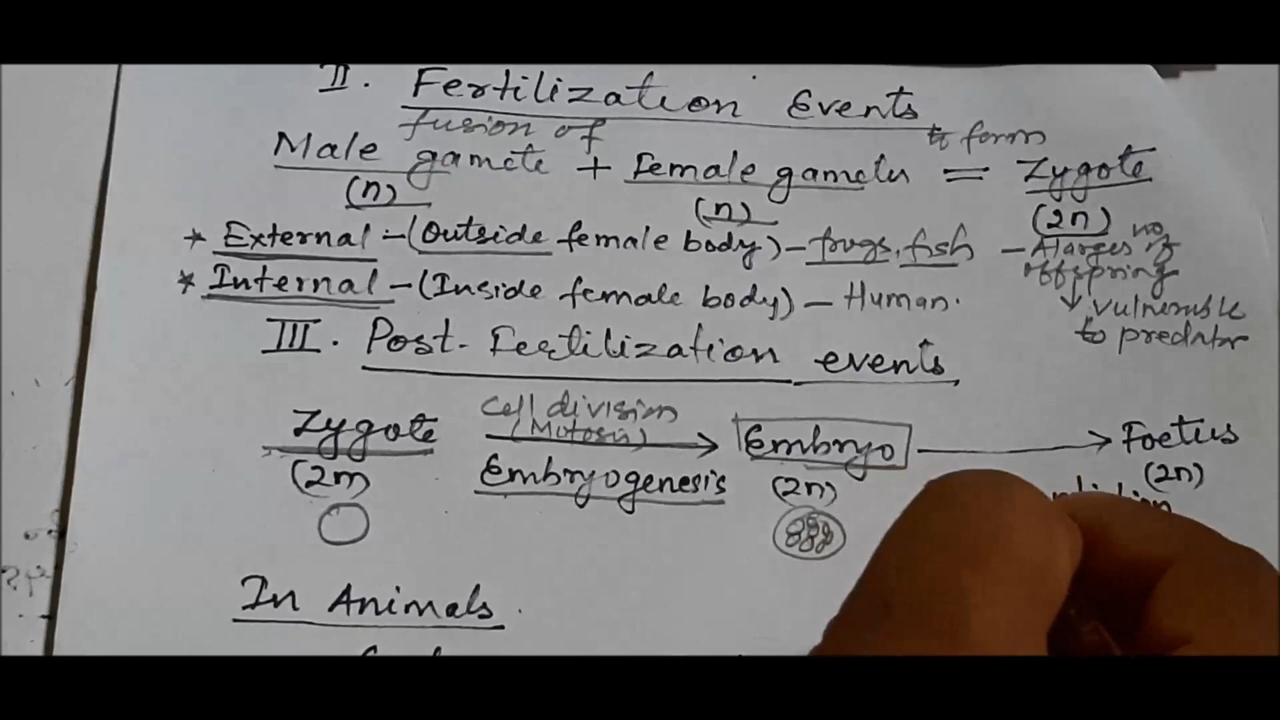 II. Fertilization Events
fusion of
to form
Male gamete + Female gamete = Zygote
(n) (n) (2n)
* External - (Outside female body) - frogs, fish - A large no of
offspring
* Internal - (Inside female body) - Human.
↓ vulnerable
to predator
III. Post-Fertilization events
Zygote cell division → Embryo → Foetus
(Mitosis)
(2n) Embryogenesis (2n) (2n)
In Animals.